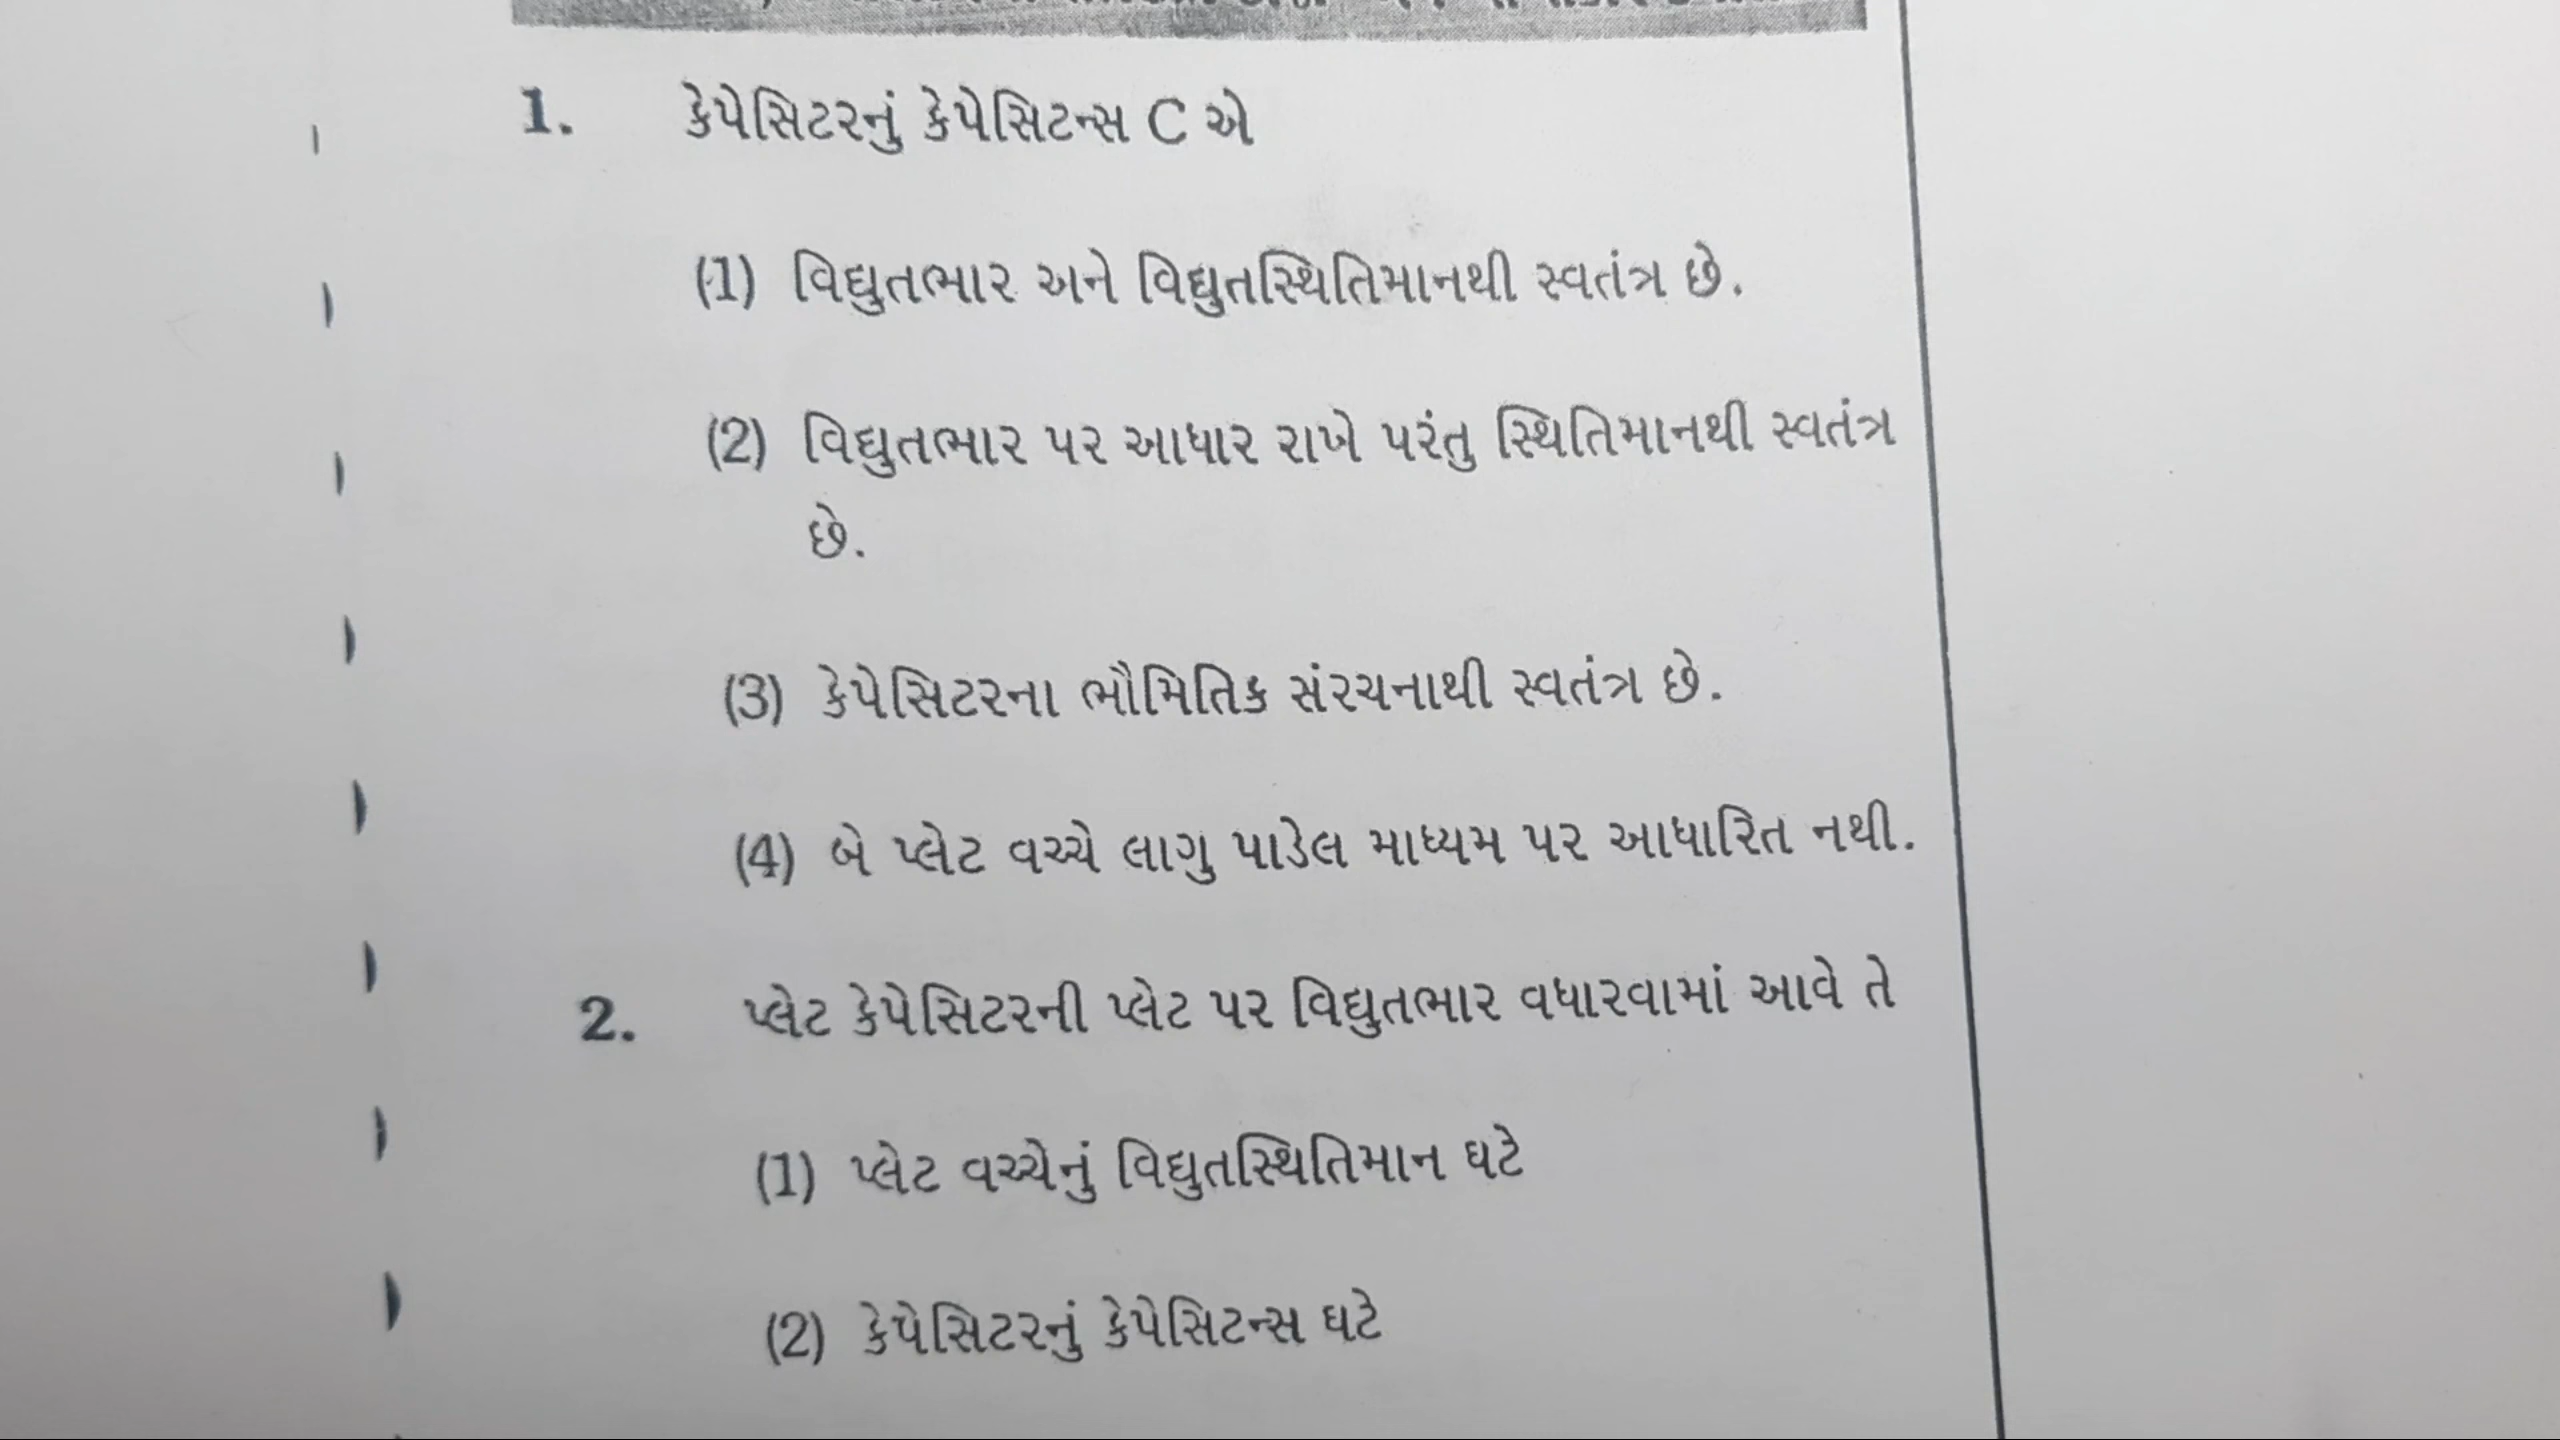 1. કેપેસિટરનું કેપેસિટન્સ C એ
(1) વિદ્યુતભાર અને વિદ્યુતસ્થિતિમાનથી સ્વતંત્ર છે.
(2) વિદ્યુતભાર પર આધાર રાખે પરંતુ સ્થિતિમાનથી સ્વતંત્ર
છે.
(3) કેપેસિટરના ભૌમિતિક સંરચનાથી સ્વતંત્ર છે.
(4) બે પ્લેટ વચ્ચે લાગુ પાડેલ માધ્યમ પર આધારિત નથી.
2. પ્લેટ કેપેસિટરની પ્લેટ પર વિદ્યુતભાર વધારવામાં આવે તે
(1) પ્લેટ વચ્ચેનું વિદ્યુતસ્થિતિમાન ઘટે
(2) કેપેસિટરનું કેપેસિટન્સ ઘટે